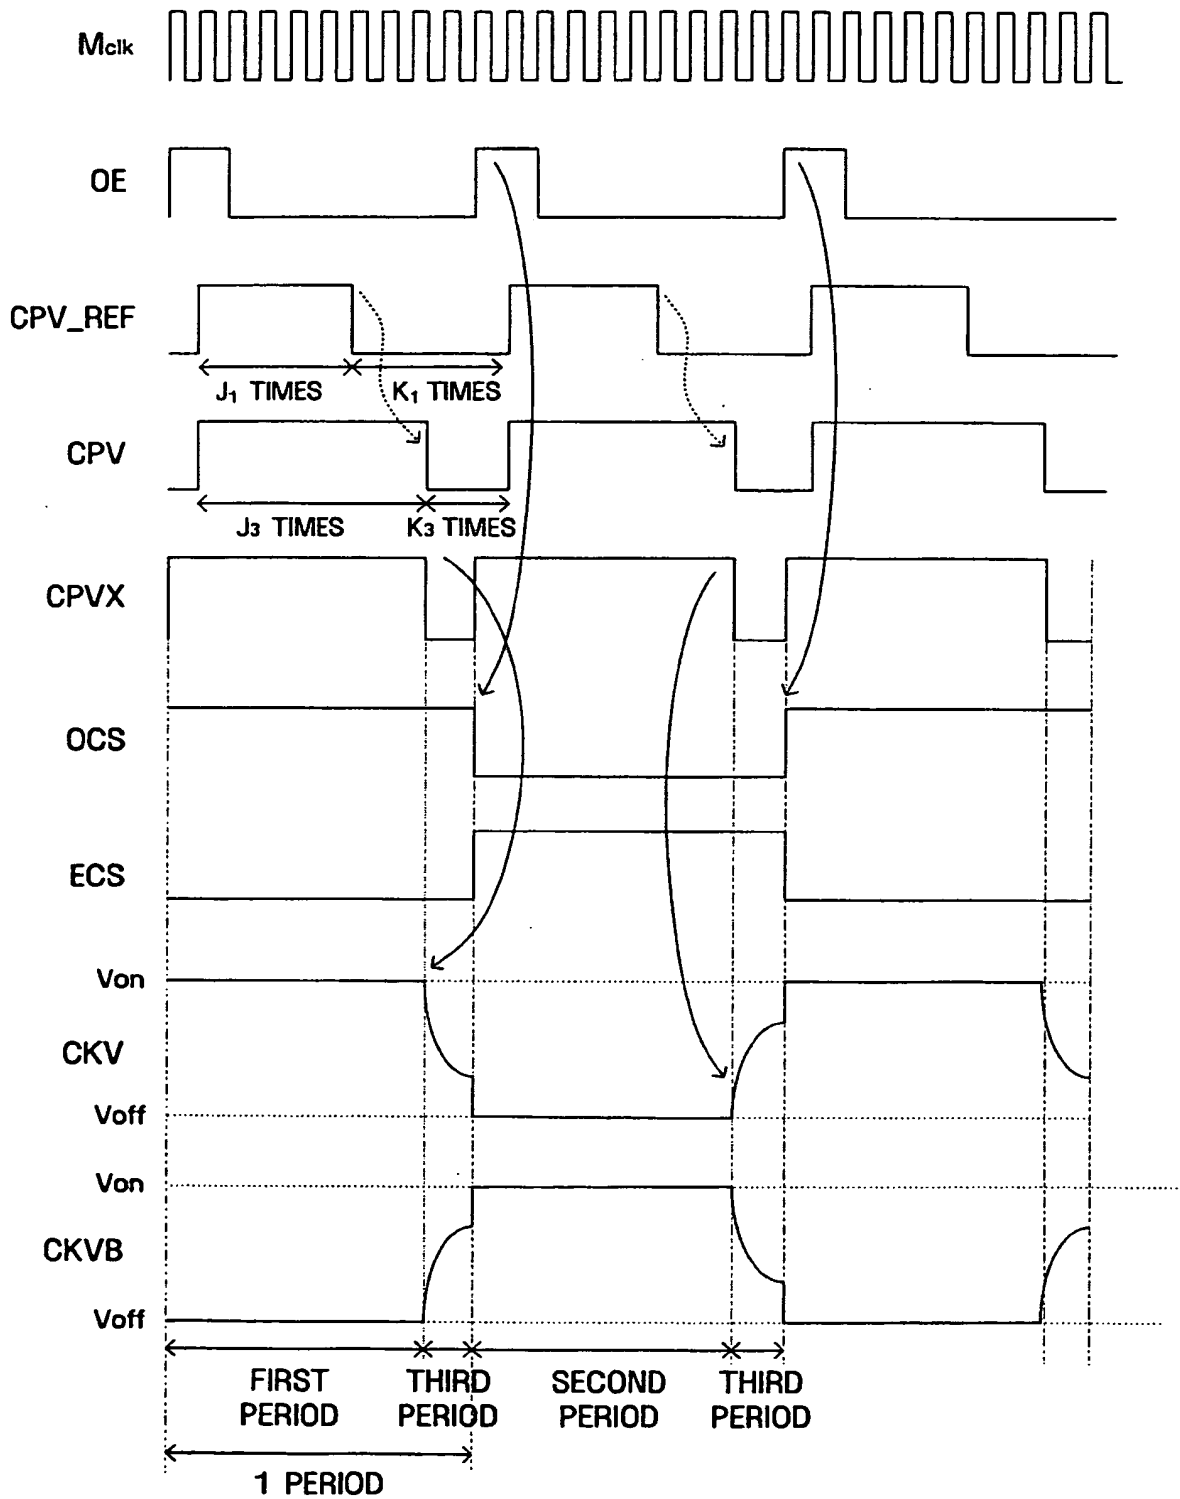 Mclk
OE
CPV_REF
J1 TIMES K1 TIMES
CPV
J3 TIMES K3 TIMES
CPVX
OCS
ECS
Von
CKV
Voff
Von
CKVB
Voff
FIRST PERIOD
THIRD PERIOD
SECOND PERIOD
THIRD PERIOD
1 PERIOD